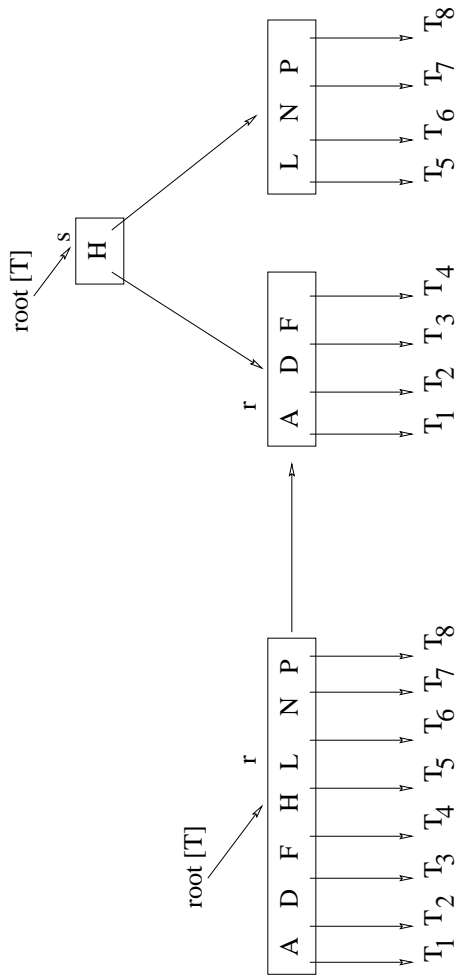 root [T]
r
A D F H L N P
T1 T2 T3 T4 T5 T6 T7 T8
root [T]
s
H
r
A D F
L N P
T1 T2 T3 T4
T5 T6 T7 T8